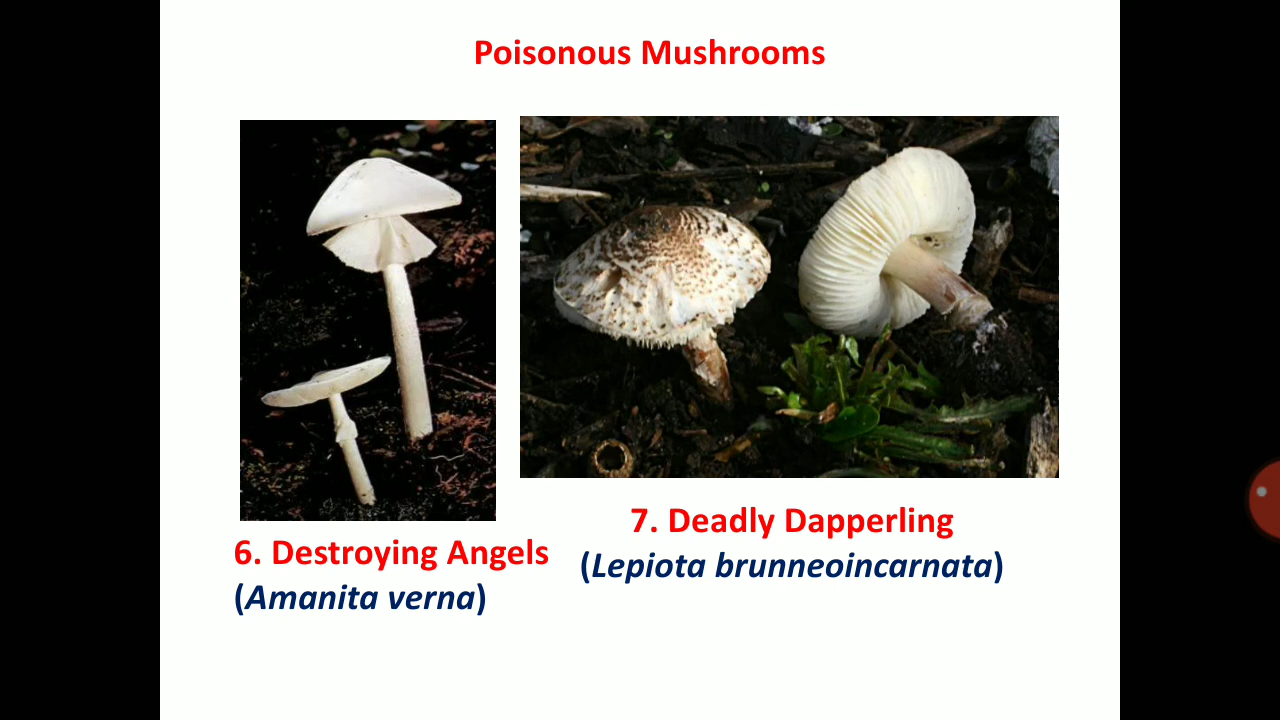 Poisonous Mushrooms
6. Destroying Angels
(Amanita verna)
7. Deadly Dapperling
(Lepiota brunneoincarnata)